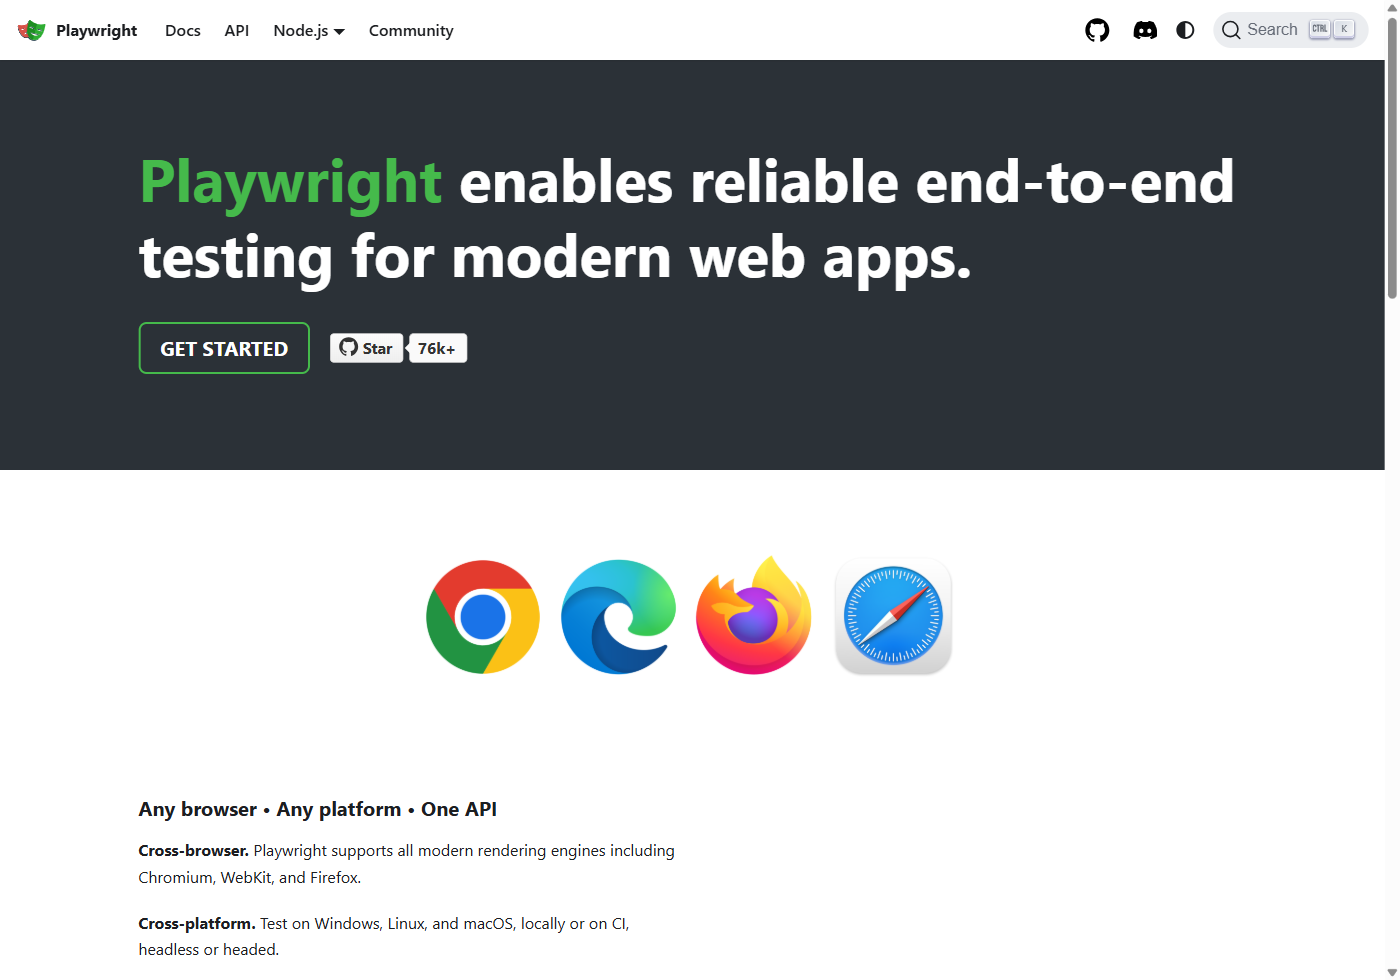 Playwright Docs API Node.js Community Search CTRL K
Playwright enables reliable end-to-end
testing for modern web apps.
GET STARTED Star 76k+
Any browser • Any platform • One API
Cross-browser. Playwright supports all modern rendering engines including
Chromium, WebKit, and Firefox.
Cross-platform. Test on Windows, Linux, and macOS, locally or on CI,
headless or headed.